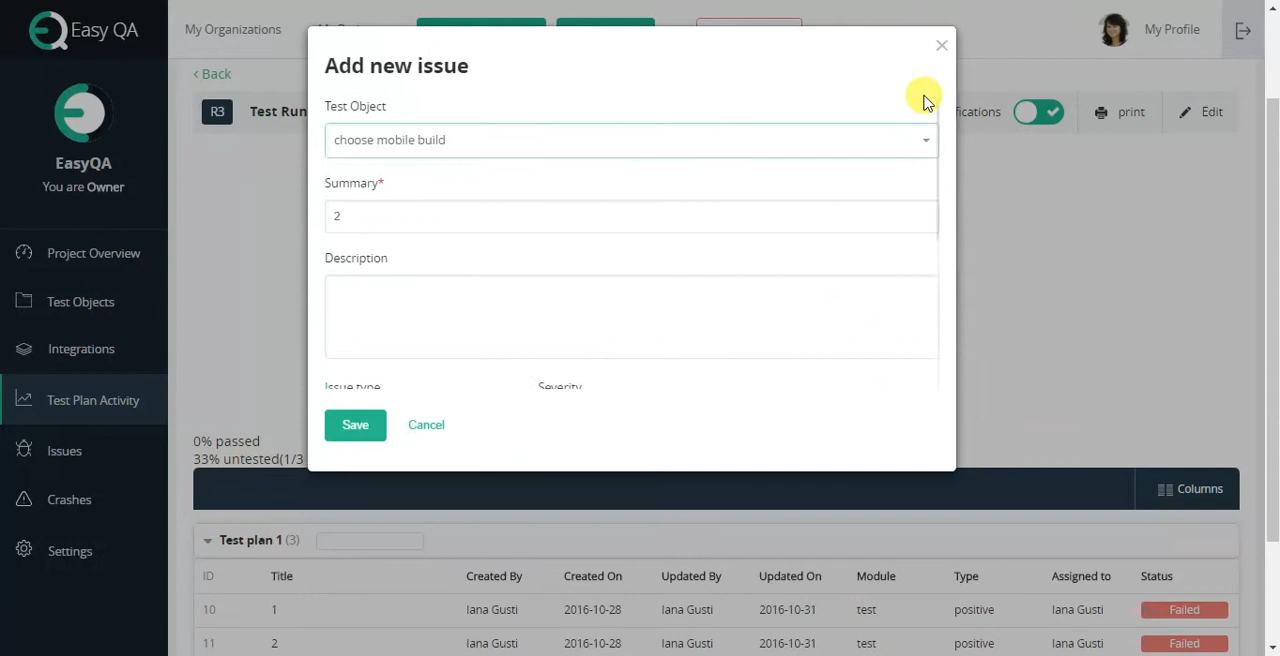 Easy QA
My Organizations
My Profile
EasyQA
You are Owner
Project Overview
Test Objects
Integrations
Test Plan Activity
Issues
Crashes
Settings
Back
R3 Test Run
print
Edit
Add new issue
Test Object
choose mobile build
Summary*
2
Description
Issue type Severity
Save Cancel
0% passed
33% untested(1/3
Columns
Test plan 1 (3)
ID Title Created By Created On Updated By Updated On Module Type Assigned to Status
10 1 Iana Gusti 2016-10-28 Iana Gusti 2016-10-31 test positive Iana Gusti Failed
11 2 Iana Gusti 2016-10-28 Iana Gusti 2016-10-31 test positive Iana Gusti Failed